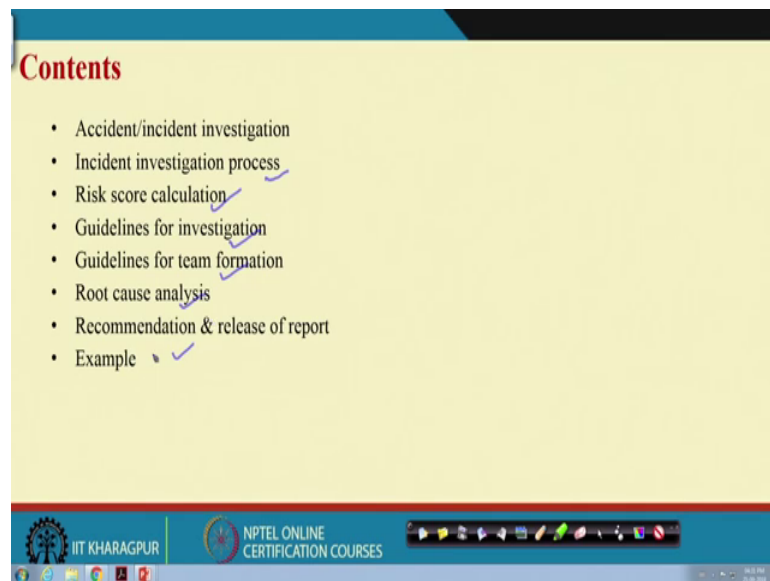 Contents
• Accident/incident investigation
• Incident investigation process
• Risk score calculation
• Guidelines for investigation
• Guidelines for team formation
• Root cause analysis
• Recommendation & release of report
• Example
IIT KHARAGPUR
NPTEL ONLINE
CERTIFICATION COURSES